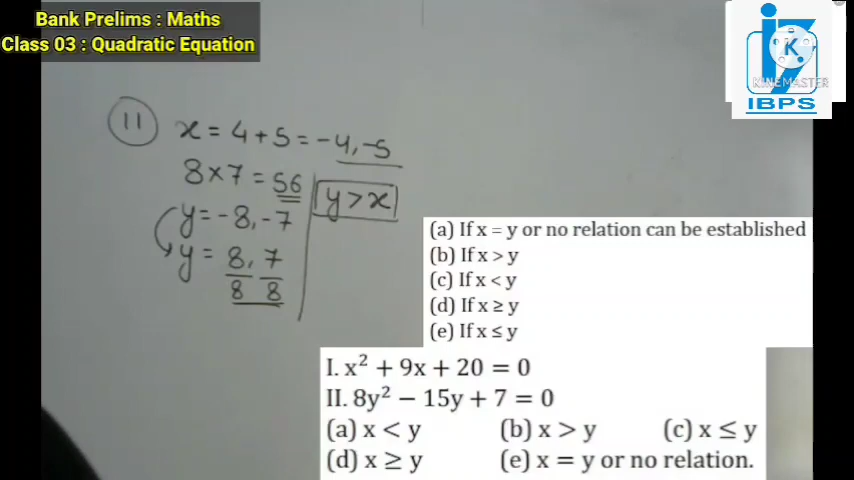 Bank Prelims : Maths
Class 03 : Quadratic Equation
K
KINEMASTER
IBPS
11
x = 4 + 5 = -4, -5
8 × 7 = 56
y > x
y = -8, -7
y = 8/8, 7/8
(a) If x = y or no relation can be established
(b) If x > y
(c) If x < y
(d) If x ≥ y
(e) If x ≤ y
I. x² + 9x + 20 = 0
II. 8y² − 15y + 7 = 0
(a) x < y (b) x > y (c) x ≤ y
(d) x ≥ y (e) x = y or no relation.